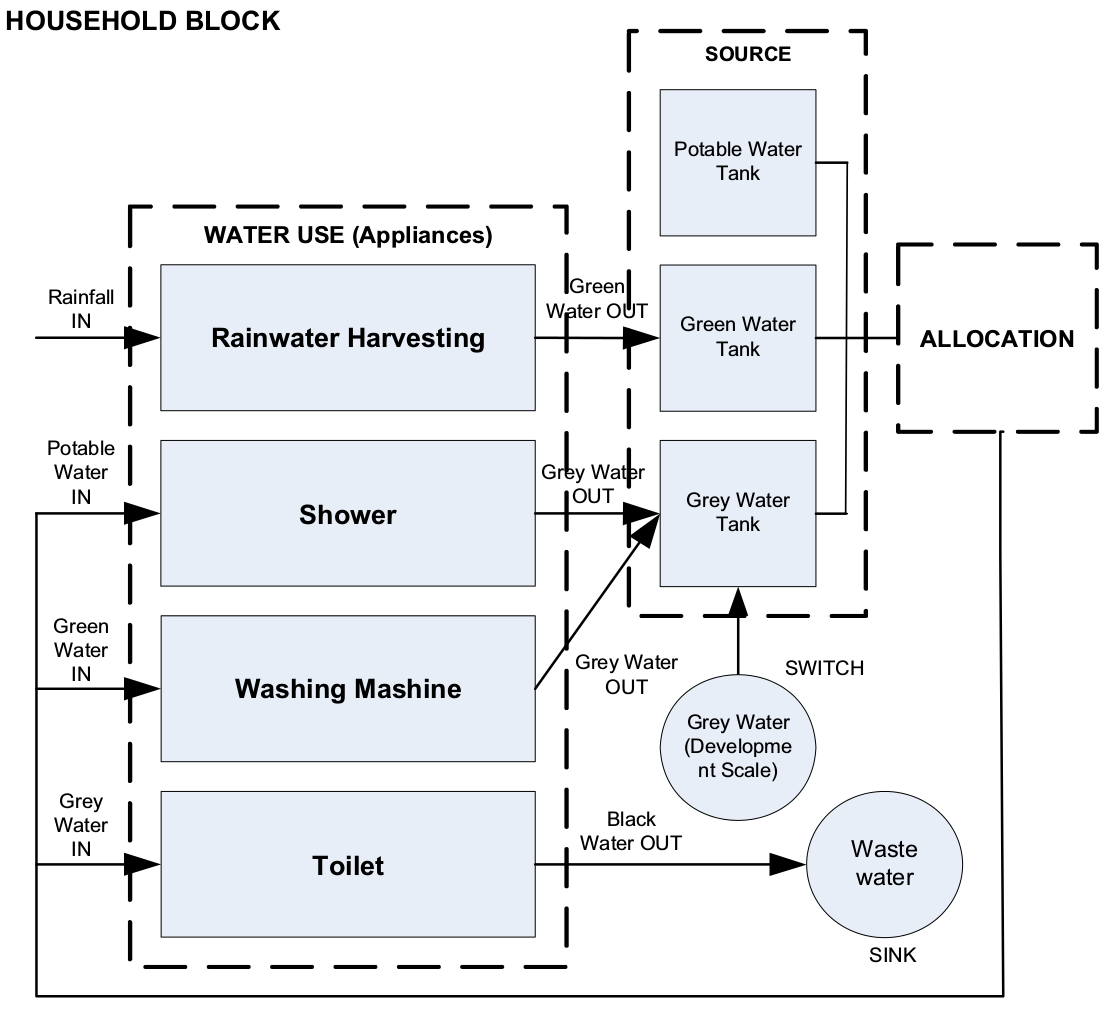 HOUSEHOLD BLOCK
SOURCE
Potable Water
Tank
WATER USE (Appliances)
Rainfall
IN
Rainwater Harvesting
Green
Water OUT
Green Water
Tank
ALLOCATION
Potable
Water
IN
Shower
Grey Water
OUT
Grey Water
Tank
Green
Water
IN
Washing Mashine
Grey Water
OUT
SWITCH
Grey Water
(Developme
nt Scale)
Grey
Water
IN
Toilet
Black
Water OUT
Waste
water
SINK